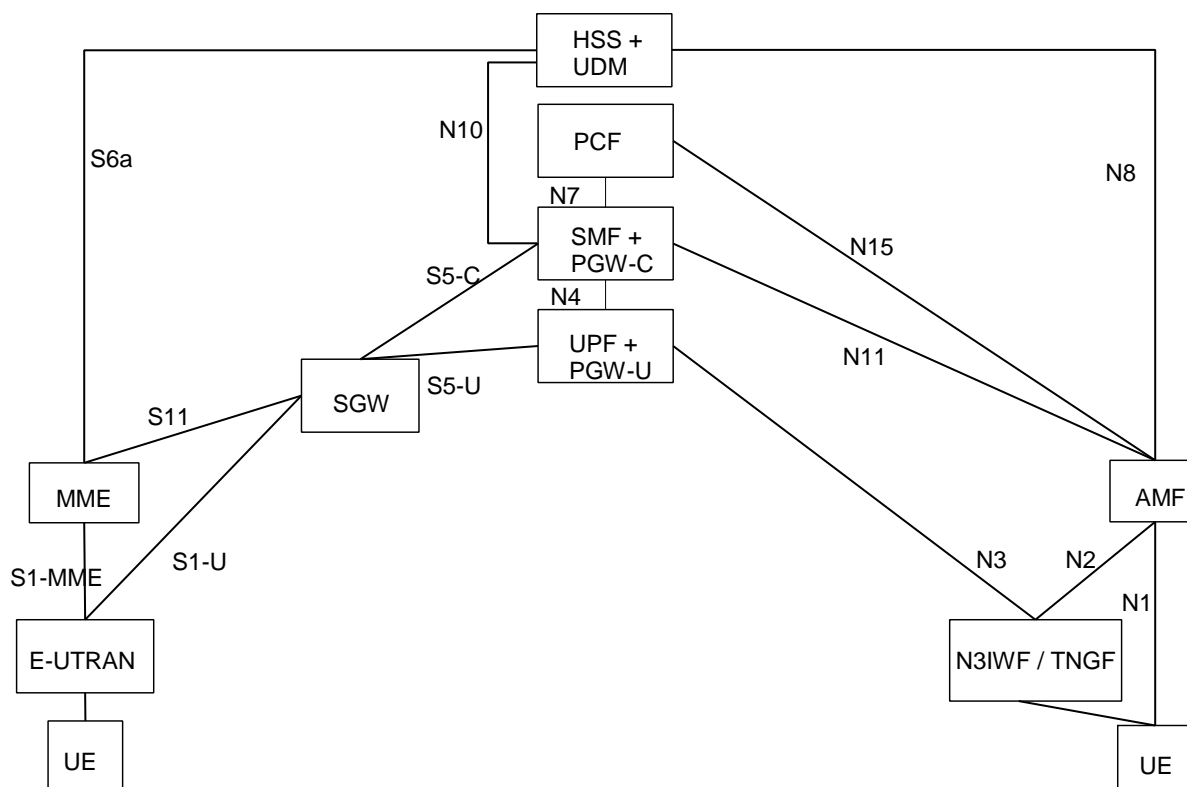 HSS +
UDM
N10
PCF
S6a
N8
N7
SMF +
PGW-C
N15
S5-C
N4
UPF +
PGW-U
N11
S5-U
SGW
S11
MME
AMF
S1-U
N3
N2
S1-MME
N1
E-UTRAN
N3IWF / TNGF
UE
UE